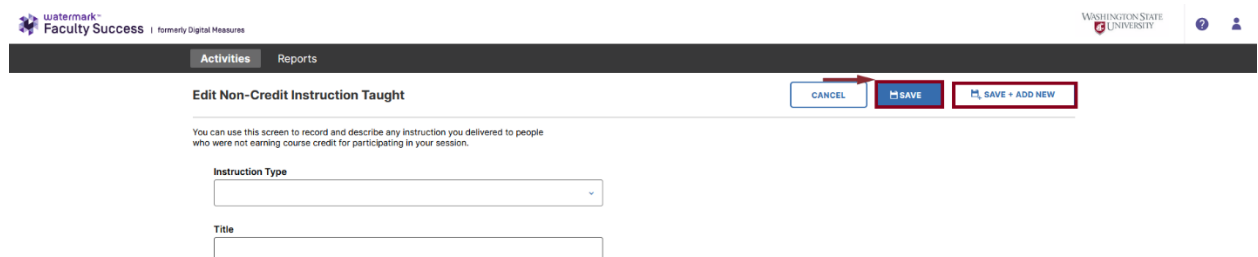 watermark™
Faculty Success | formerly Digital Measures
WASHINGTON STATE
UNIVERSITY
?
Activities Reports
Edit Non-Credit Instruction Taught
CANCEL SAVE SAVE + ADD NEW
You can use this screen to record and describe any instruction you delivered to people
who were not earning course credit for participating in your session.
Instruction Type
Title